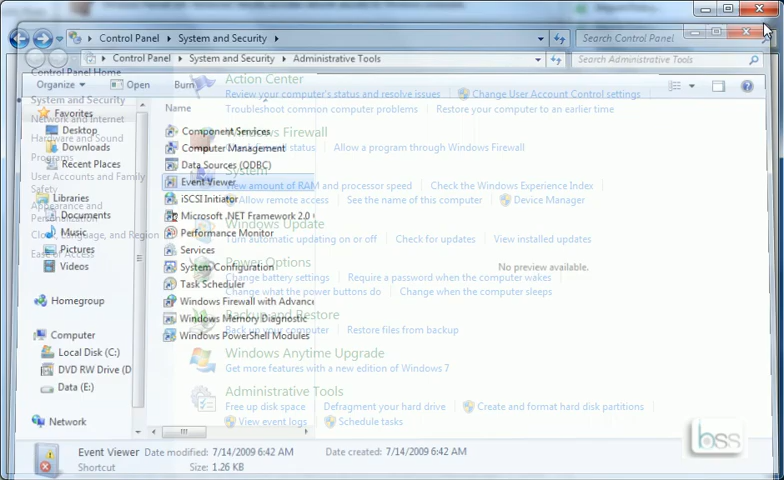 Control Panel ▸ System and Security ▸
Search Control Panel
Control Panel ▸ System and Security ▸ Administrative Tools
Search Administrative Tools
Organize
Open
Burn
Control Panel Home
System and Security
Network and Internet
Hardware and Sound
Programs
User Accounts and Family
Safety
Appearance and
Personalization
Clock, Language, and Region
Ease of Access
Favorites
Desktop
Downloads
Recent Places
Libraries
Documents
Music
Pictures
Videos
Homegroup
Computer
Local Disk (C:)
DVD RW Drive (D
Data (E:)
Network
Name
Component Services
Computer Management
Data Sources (ODBC)
Event Viewer
iSCSI Initiator
Microsoft .NET Framework 2.0
Performance Monitor
Services
System Configuration
Task Scheduler
Windows Firewall with Advance
Windows Memory Diagnostic
Windows PowerShell Modules
Action Center
Review your computer's status and resolve issues
Change User Account Control settings
Troubleshoot common computer problems
Restore your computer to an earlier time
Windows Firewall
Allow a program through Windows Firewall
System
View amount of RAM and processor speed
Check the Windows Experience Index
Allow remote access
See the name of this computer
Device Manager
Windows Update
Turn automatic updating on or off
Check for updates
View installed updates
Power Options
Change battery settings
Require a password when the computer wakes
Change what the power buttons do
Change when the computer sleeps
No preview available.
Backup and Restore
Back up your computer
Restore files from backup
Windows Anytime Upgrade
Get more features with a new edition of Windows 7
Administrative Tools
Free up disk space
Defragment your hard drive
Create and format hard disk partitions
View event logs
Schedule tasks
bss
Event Viewer
Date modified: 7/14/2009 6:42 AM
Date created: 7/14/2009 6:42 AM
Shortcut
Size: 1.26 KB